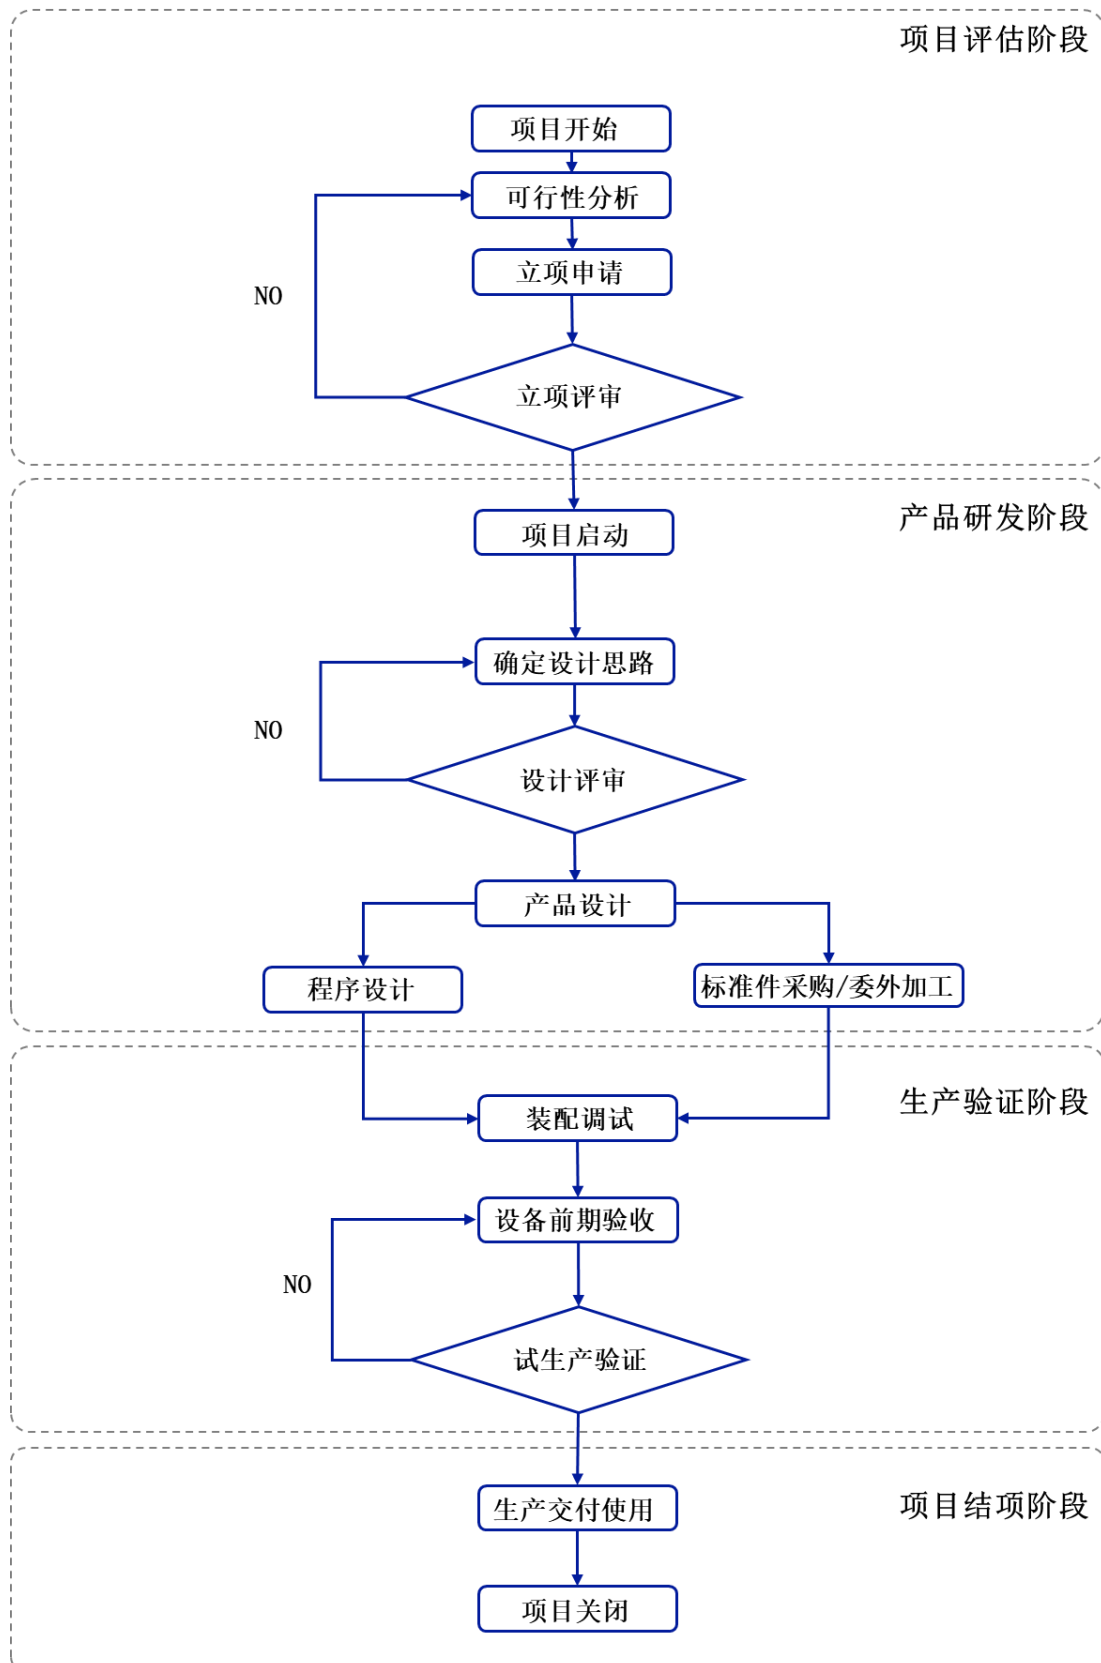 项目评估阶段
项目开始
可行性分析
立项申请
NO
立项评审
产品研发阶段
项目启动
确定设计思路
NO
设计评审
产品设计
程序设计
标准件采购/委外加工
生产验证阶段
装配调试
设备前期验收
NO
试生产验证
项目结项阶段
生产交付使用
项目关闭